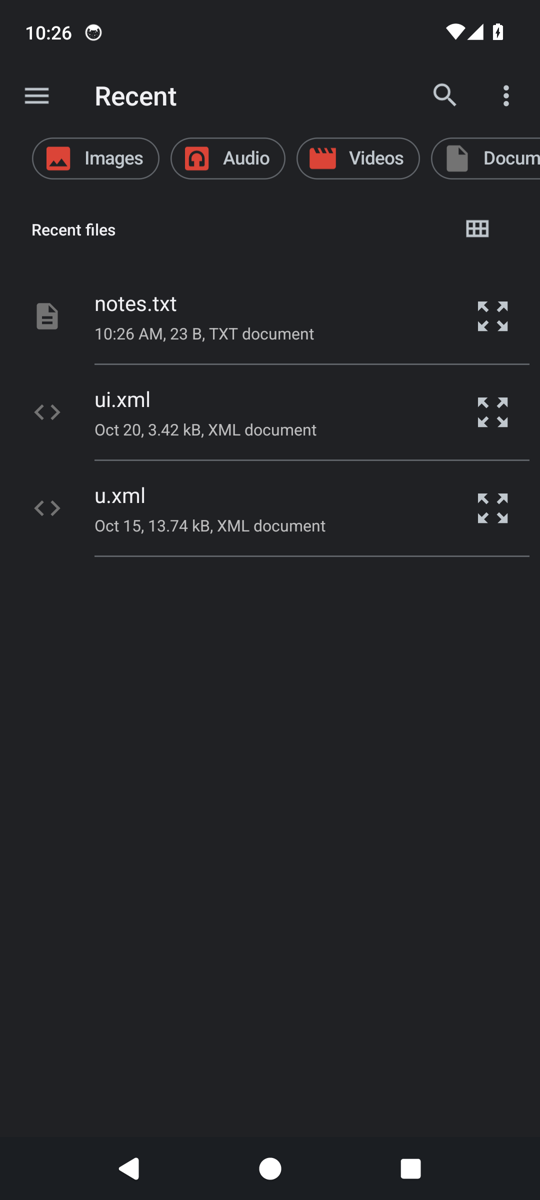 10:26
Recent
Images Audio Videos Docum
Recent files
notes.txt
10:26 AM, 23 B, TXT document
ui.xml
Oct 20, 3.42 kB, XML document
u.xml
Oct 15, 13.74 kB, XML document